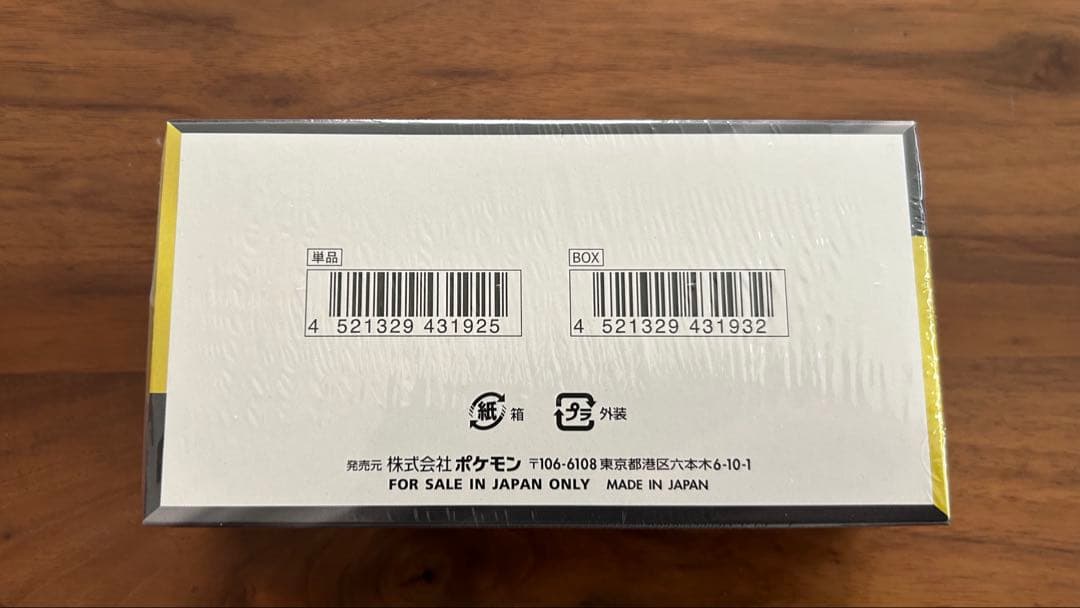 単品
4 521329 431925
BOX
4 521329 431932
紙 箱
プラ 外装
発売元 株式会社 ポケモン 〒106-6108 東京都港区六本木6-10-1
FOR SALE IN JAPAN ONLY MADE IN JAPAN